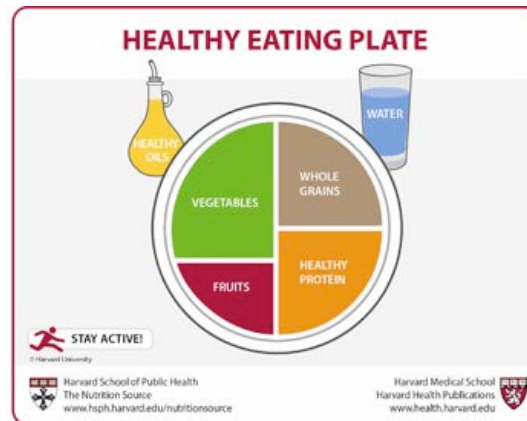 HEALTHY EATING PLATE
HEALTHY
OILS
WATER
VEGETABLES
WHOLE
GRAINS
FRUITS
HEALTHY
PROTEIN
STAY ACTIVE!
© Harvard University
Harvard School of Public Health
The Nutrition Source
www.hsph.harvard.edu/nutritionsource
Harvard Medical School
Harvard Health Publications
www.health.harvard.edu